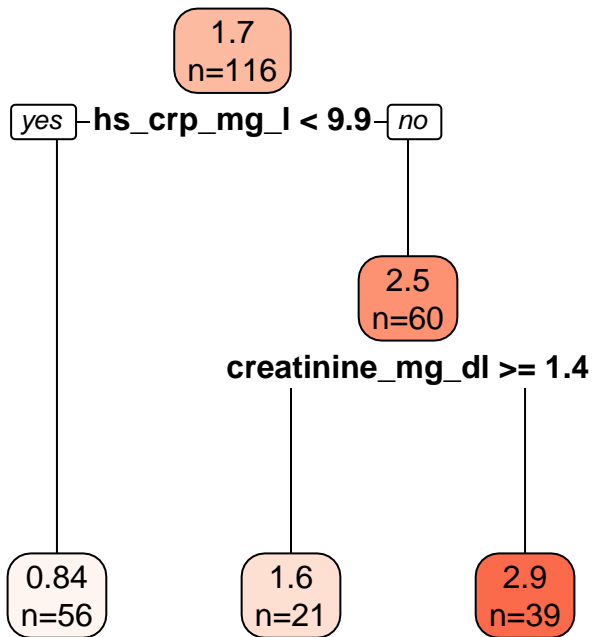 1.7
n=116
yes hs_crp_mg_l < 9.9 no
2.5
n=60
creatinine_mg_dl >= 1.4
0.84
n=56
1.6
n=21
2.9
n=39